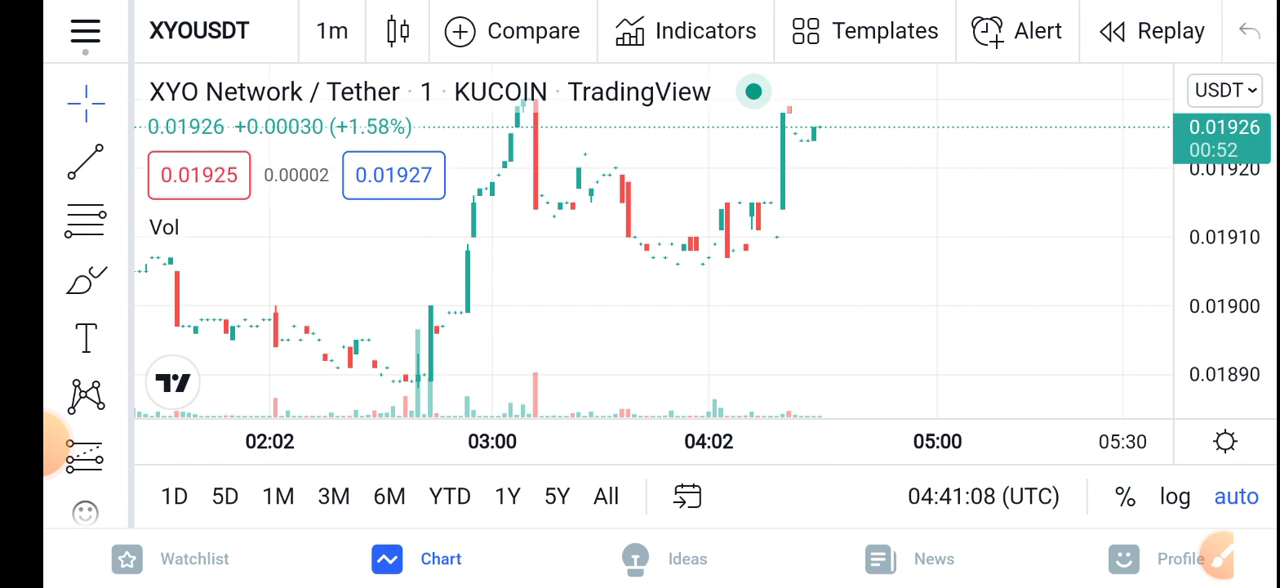 XYOUSDT 1m Compare Indicators Templates Alert Replay
XYO Network / Tether · 1 · KUCOIN · TradingView
USDT
0.01926 +0.00030 (+1.58%)
0.01926
00:52
0.01925 0.00002 0.01927
0.01920
Vol
0.01910
0.01900
0.01890
02:02 03:00 04:02 05:00 05:30
1D 5D 1M 3M 6M YTD 1Y 5Y All 04:41:08 (UTC) % log auto
Watchlist Chart Ideas News Profile